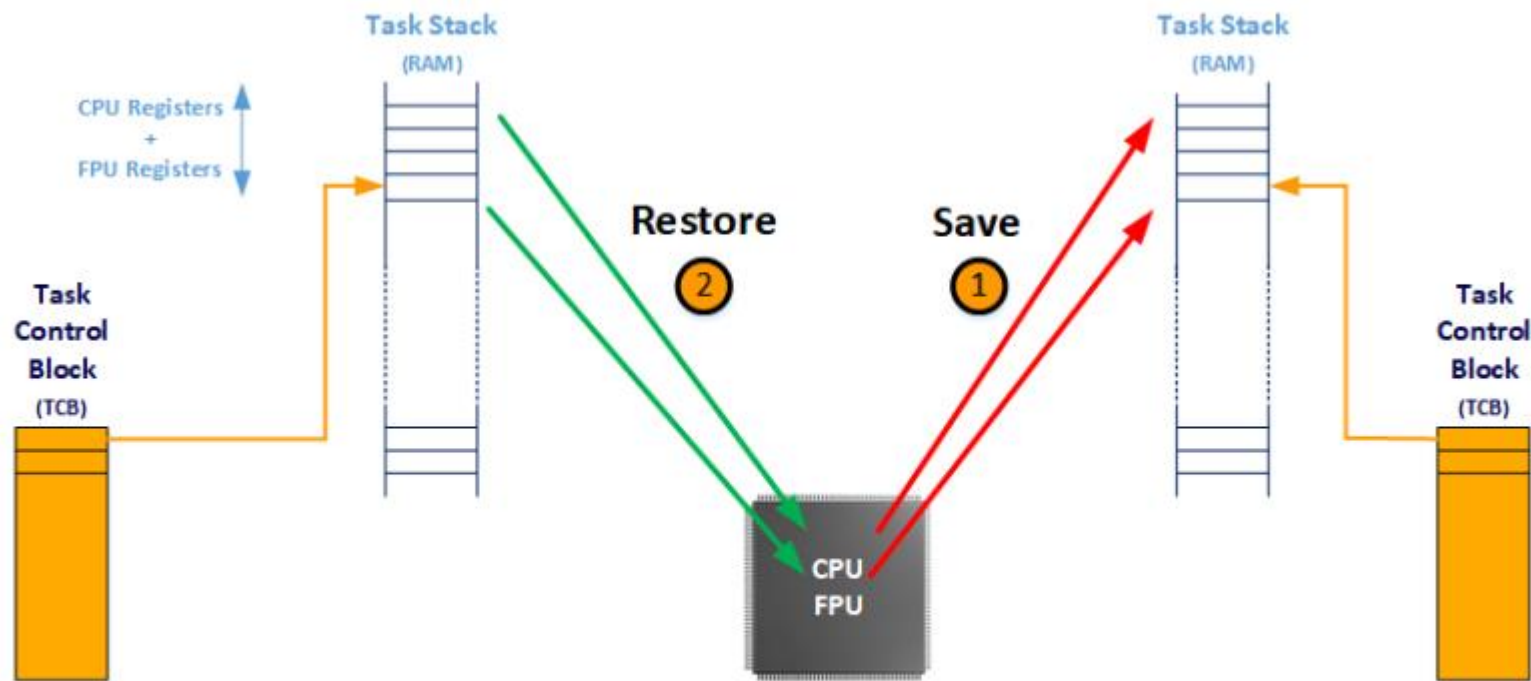 Task Stack
(RAM)
CPU Registers
+
FPU Registers
Task
Control
Block
(TCB)
Restore
2
Save
1
Task Stack
(RAM)
Task
Control
Block
(TCB)
CPU
FPU